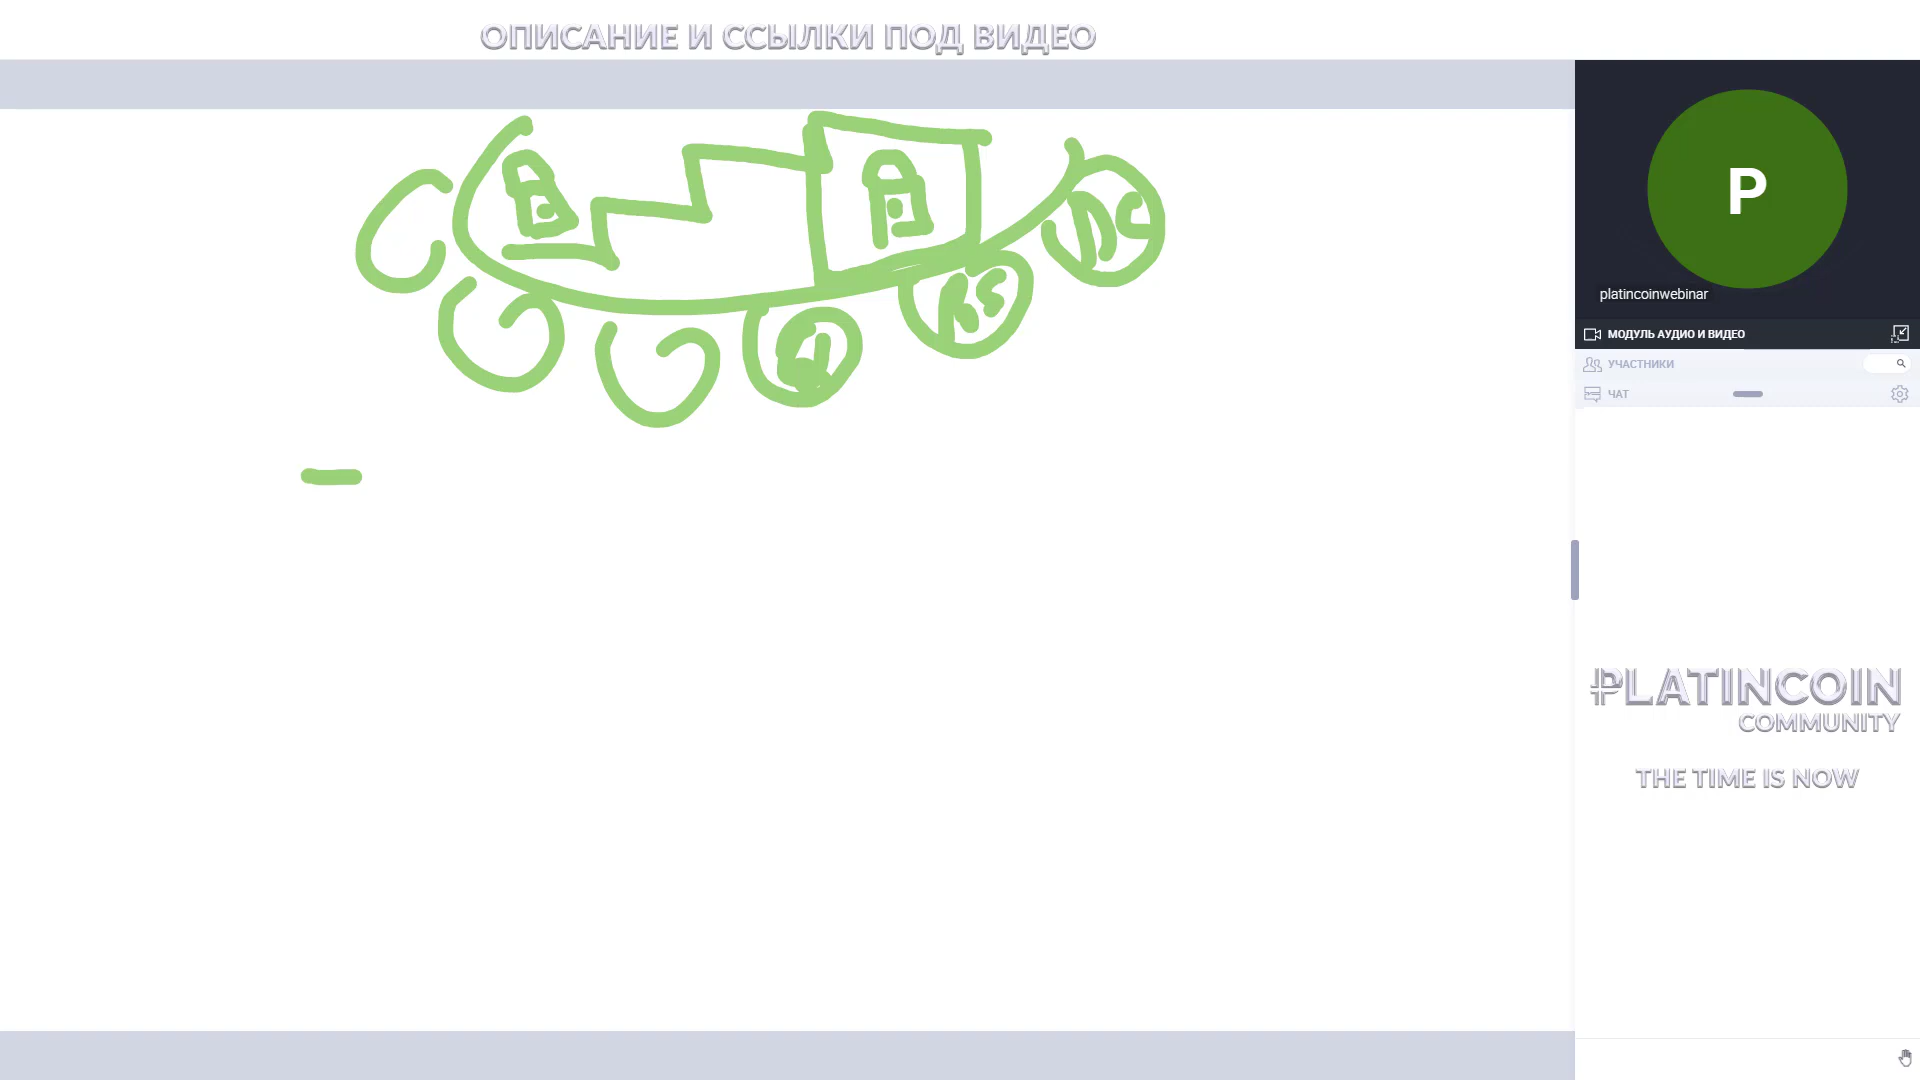 ОПИСАНИЕ И ССЫЛКИ ПОД ВИДЕО
P
platincoinwebinar
МОДУЛЬ АУДИО И ВИДЕО
УЧАСТНИКИ
ЧАТ
PLATINCOIN
COMMUNITY
THE TIME IS NOW